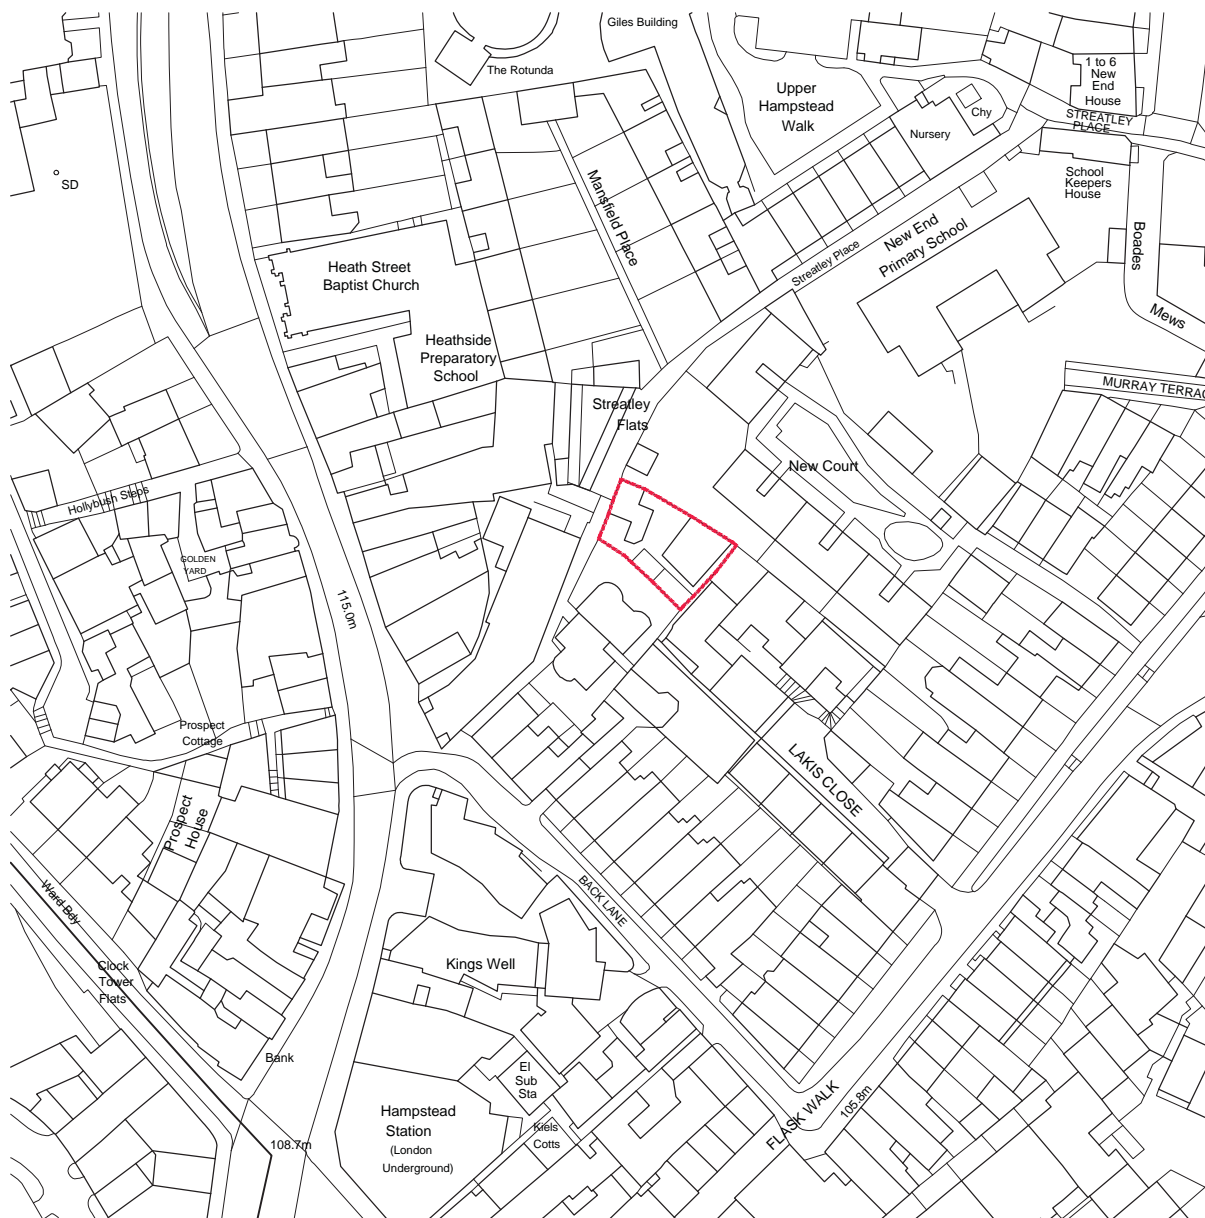 Giles Building
The Rotunda
1 to 6
New
End
House
Upper
Hampstead
Walk
Chy
STREATLEY
PLACE
Nursery
SD
School
Keepers
House
Mansfield Place
New End
Primary School
Streatley Place
Boades
Mews
Heath Street
Baptist Church
Heathside
Preparatory
School
MURRAY TERRAC
Streatley
Flats
New Court
Hollybush Steps
GOLDEN
YARD
115.0m
Prospect
Cottage
LAKIS CLOSE
Prospect
House
BACK LANE
Ward Bdy
Clock
Tower
Flats
Kings Well
Bank
El
Sub
Sta
FLASK WALK
105.8m
Hampstead
Station
(London
Underground)
Kiels
Cotts
108.7m